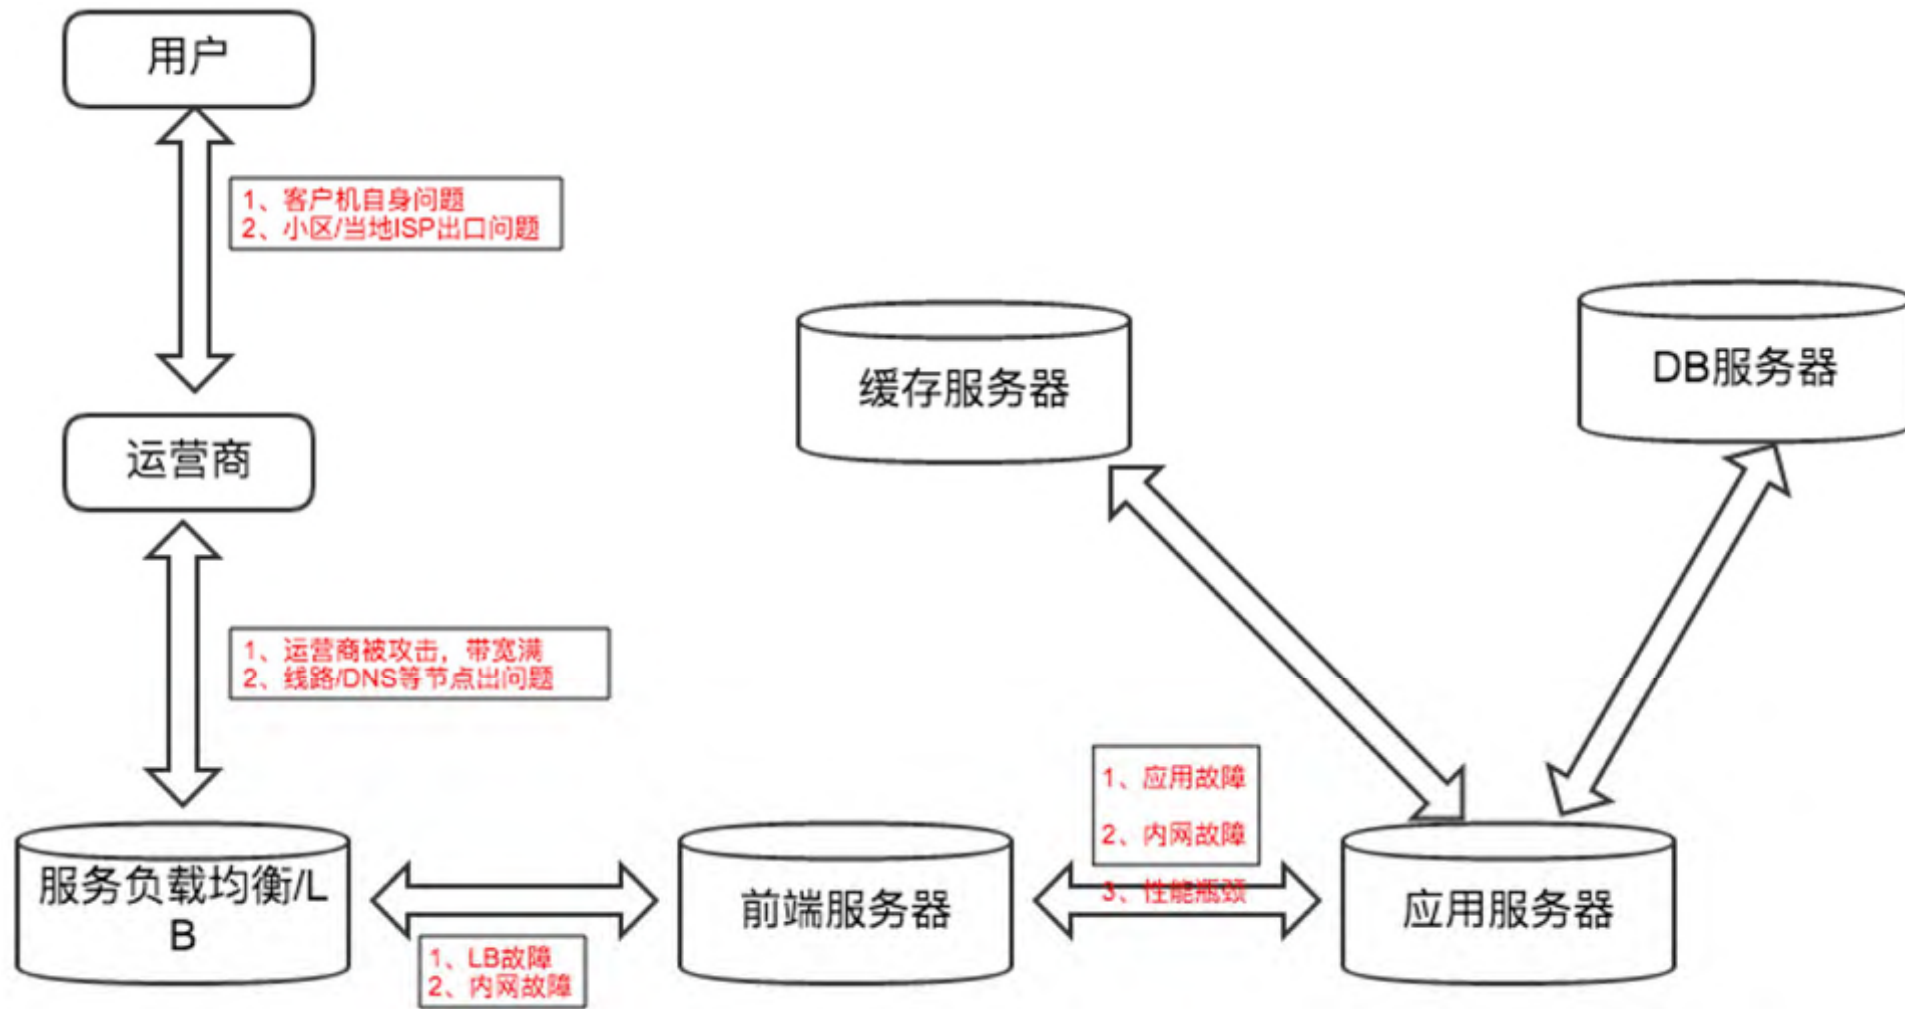 用户
1、客户机自身问题
2、小区/当地ISP出口问题
运营商
缓存服务器
DB服务器
1、运营商被攻击，带宽满
2、线路/DNS等节点出问题
服务负载均衡/L
B
1、LB故障
2、内网故障
前端服务器
1、应用故障
2、内网故障
3、性能瓶颈
应用服务器